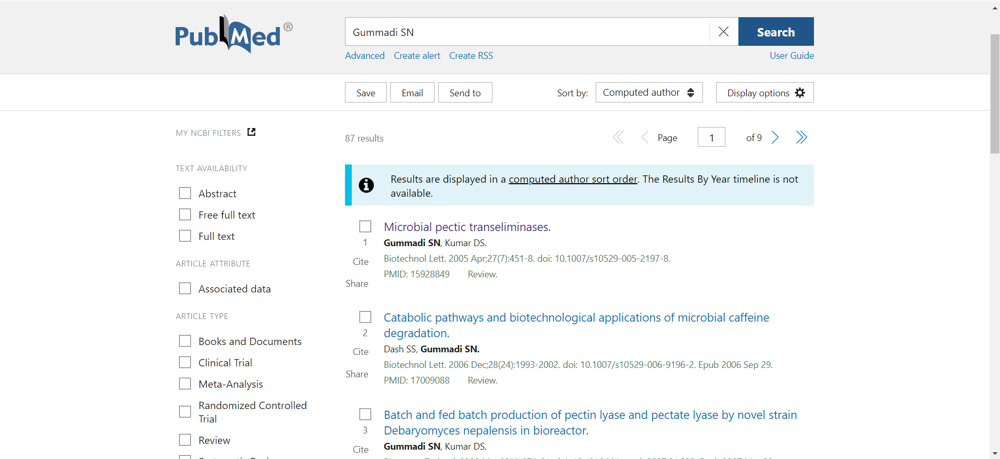 PubMed®
Gummadi SN
Search
Advanced Create alert Create RSS User Guide
Save Email Send to Sort by: Computed author Display options
MY NCBI FILTERS
87 results Page 1 of 9
TEXT AVAILABILITY
Abstract
Free full text
Full text
ARTICLE ATTRIBUTE
Associated data
ARTICLE TYPE
Books and Documents
Clinical Trial
Meta-Analysis
Randomized Controlled
Trial
Review
Results are displayed in a computed author sort order. The Results By Year timeline is not
available.
Microbial pectic transeliminases.
1
Gummadi SN, Kumar DS.
Cite
Biotechnol Lett. 2005 Apr;27(7):451-8. doi: 10.1007/s10529-005-2197-8.
PMID: 15928849 Review.
Share
Catabolic pathways and biotechnological applications of microbial caffeine
degradation.
2
Dash SS, Gummadi SN.
Cite
Biotechnol Lett. 2006 Dec;28(24):1993-2002. doi: 10.1007/s10529-006-9196-2. Epub 2006 Sep 29.
Share
PMID: 17009088 Review.
Batch and fed batch production of pectin lyase and pectate lyase by novel strain
Debaryomyces nepalensis in bioreactor.
3
Gummadi SN, Kumar DS.
Cite